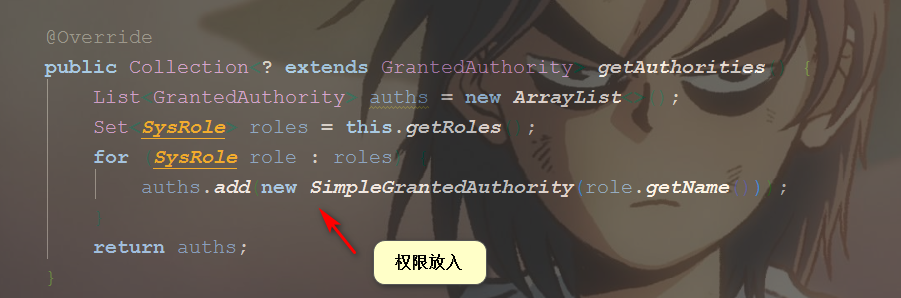 @Override
public Collection<? extends GrantedAuthority> getAuthorities() {
List<GrantedAuthority> auths = new ArrayList<>();
Set<SysRole> roles = this.getRoles();
for (SysRole role : roles) {
auths.add(new SimpleGrantedAuthority(role.getName()));
}
return auths;
}
权限放入